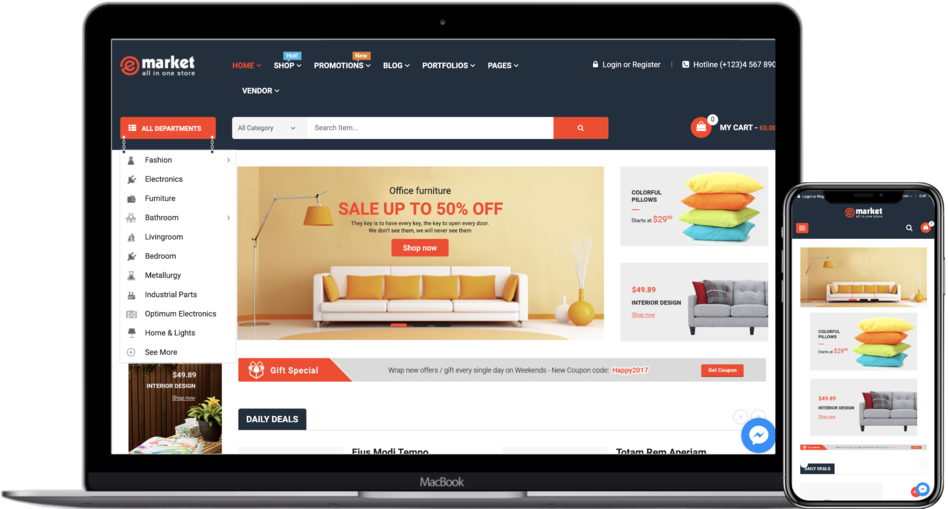 market
all in one store
HOME
Hot!
SHOP
New
PROMOTIONS
BLOG
PORTFOLIOS
PAGES
Login or Register
Hotline (+123)4 567 890
VENDOR
ALL DEPARTMENTS
All Category
Search Item...
0
MY CART - €0.00
Fashion
Electronics
Furniture
Bathroom
Livingroom
Bedroom
Metallurgy
Industrial Parts
Optimum Electronics
Home & Lights
See More
Office furniture
SALE UP TO 50% OFF
They key is to have every key, the key to open every door.
We don't see them, we will never see them
Shop now
COLORFUL
PILLOWS
Starts at $29⁹⁹
$49.89
INTERIOR DESIGN
Shop now
Gift Special
Wrap new offers / gift every single day on Weekends - New Coupon code: Happy2017
Get Coupon
$49.89
INTERIOR DESIGN
Shop now
DAILY DEALS
Eius Modi Tempo
Totam Rem Aperiam
MacBook
Login or Reg
market
all in one store
COLORFUL
PILLOWS
Starts at $29⁹⁹
$49.89
INTERIOR DESIGN
Shop now
DAILY DEALS